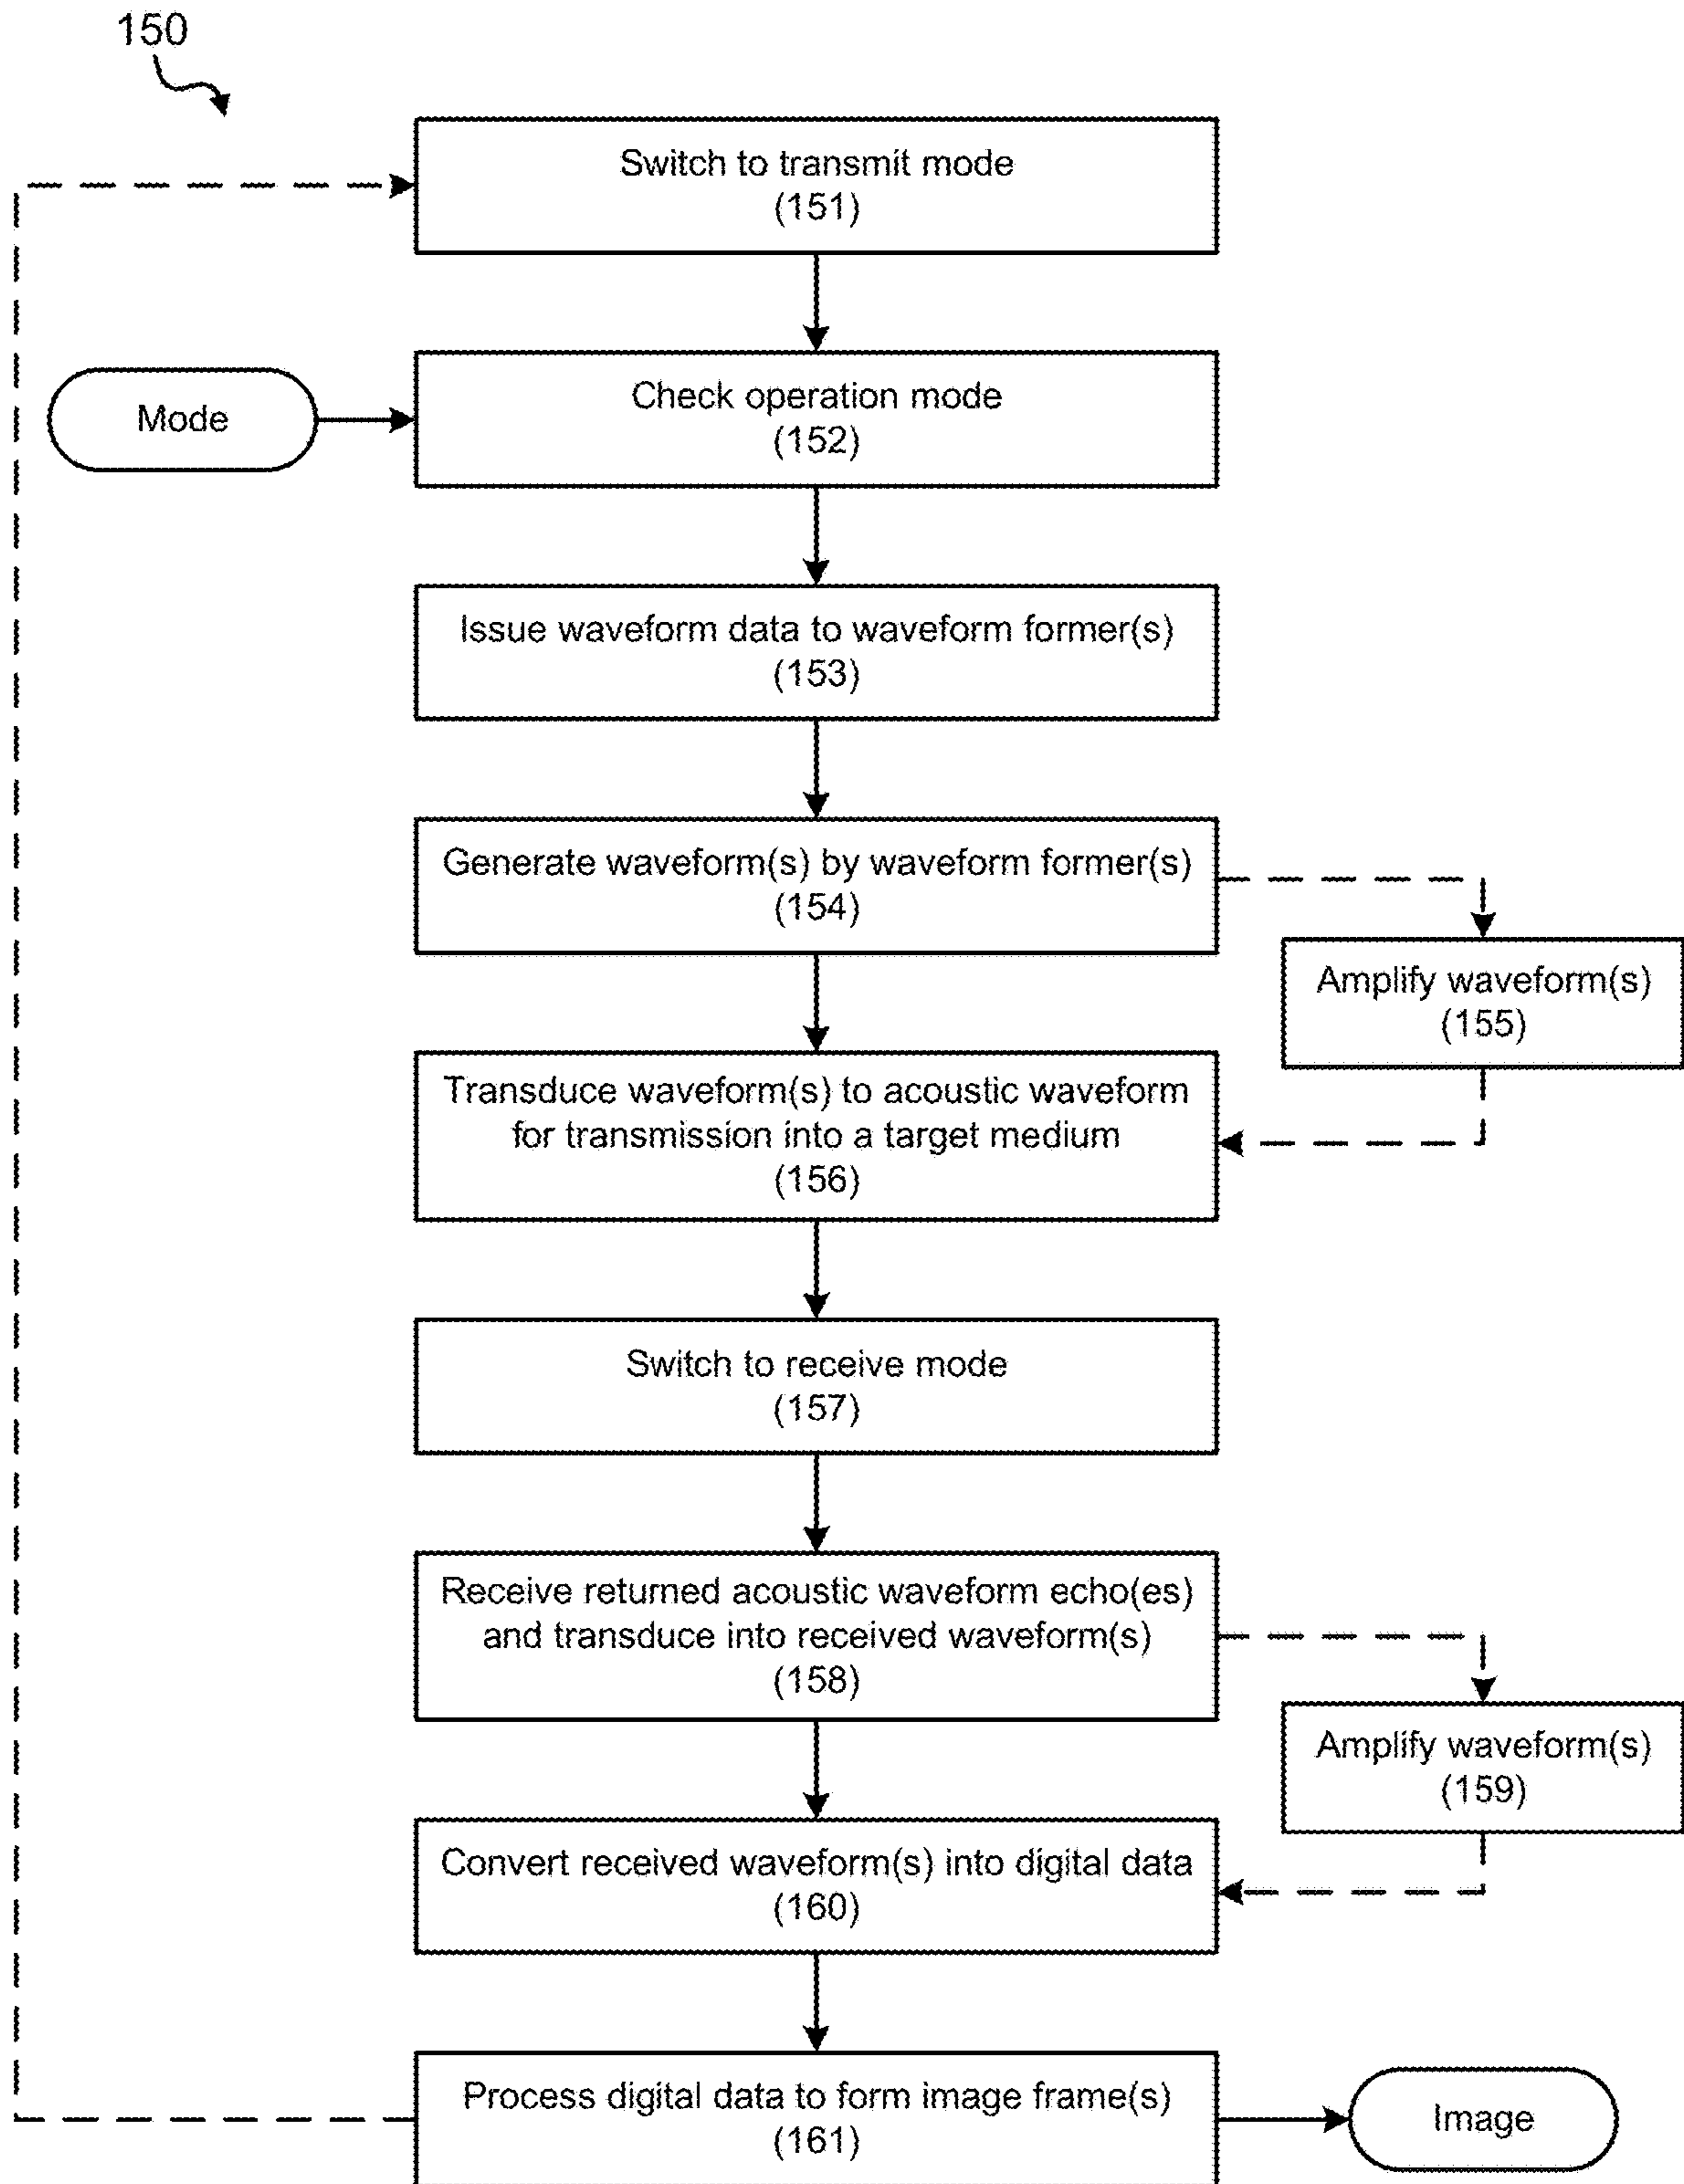 150
Switch to transmit mode
(151)
Mode
Check operation mode
(152)
Issue waveform data to waveform former(s)
(153)
Generate waveform(s) by waveform former(s)
(154)
Amplify waveform(s)
(155)
Transduce waveform(s) to acoustic waveform
for transmission into a target medium
(156)
Switch to receive mode
(157)
Receive returned acoustic waveform echo(es)
and transduce into received waveform(s)
(158)
Amplify waveform(s)
(159)
Convert received waveform(s) into digital data
(160)
Process digital data to form image frame(s)
(161)
Image